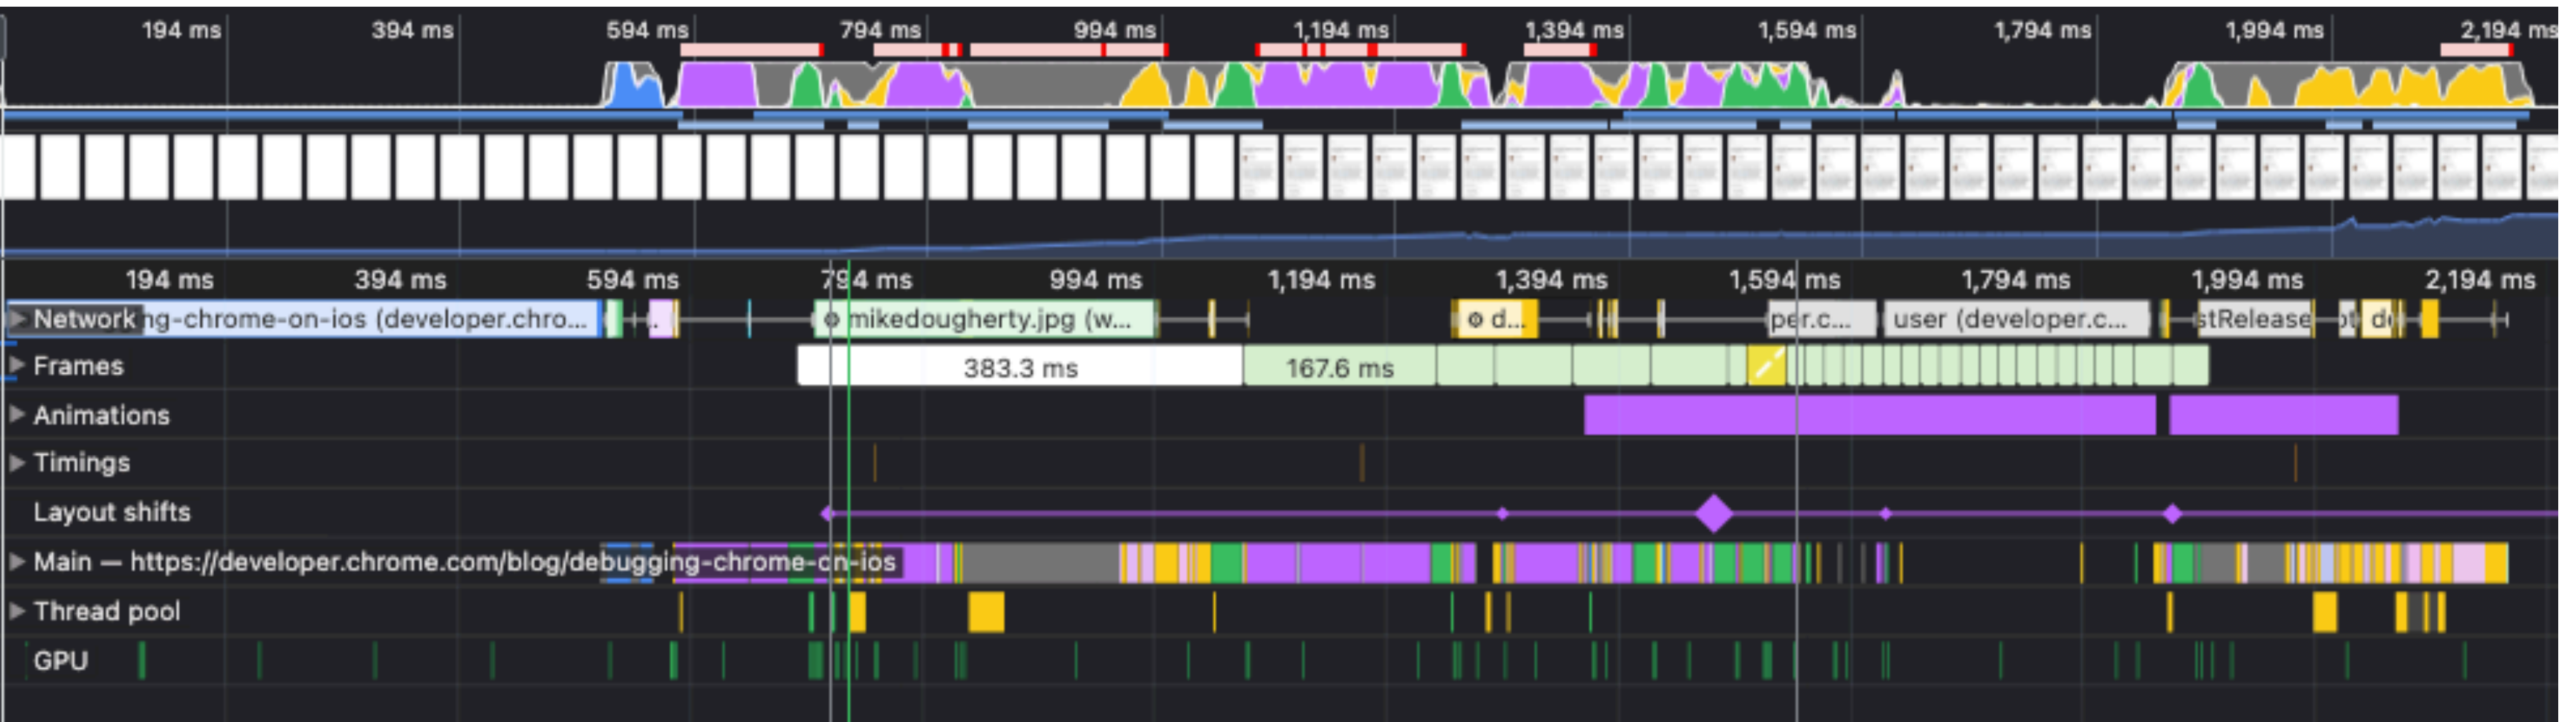 194 ms 394 ms 594 ms 794 ms 994 ms 1,194 ms 1,394 ms 1,594 ms 1,794 ms 1,994 ms 2,194 ms
194 ms 394 ms 594 ms 794 ms 994 ms 1,194 ms 1,394 ms 1,594 ms 1,794 ms 1,994 ms 2,194 ms
Network ng-chrome-on-ios (developer.chro... mikedougherty.jpg (w... d... per.c... user (developer.c... stRelease
Frames 383.3 ms 167.6 ms
Animations
Timings
Layout shifts
Main — https://developer.chrome.com/blog/debugging-chrome-on-ios
Thread pool
GPU